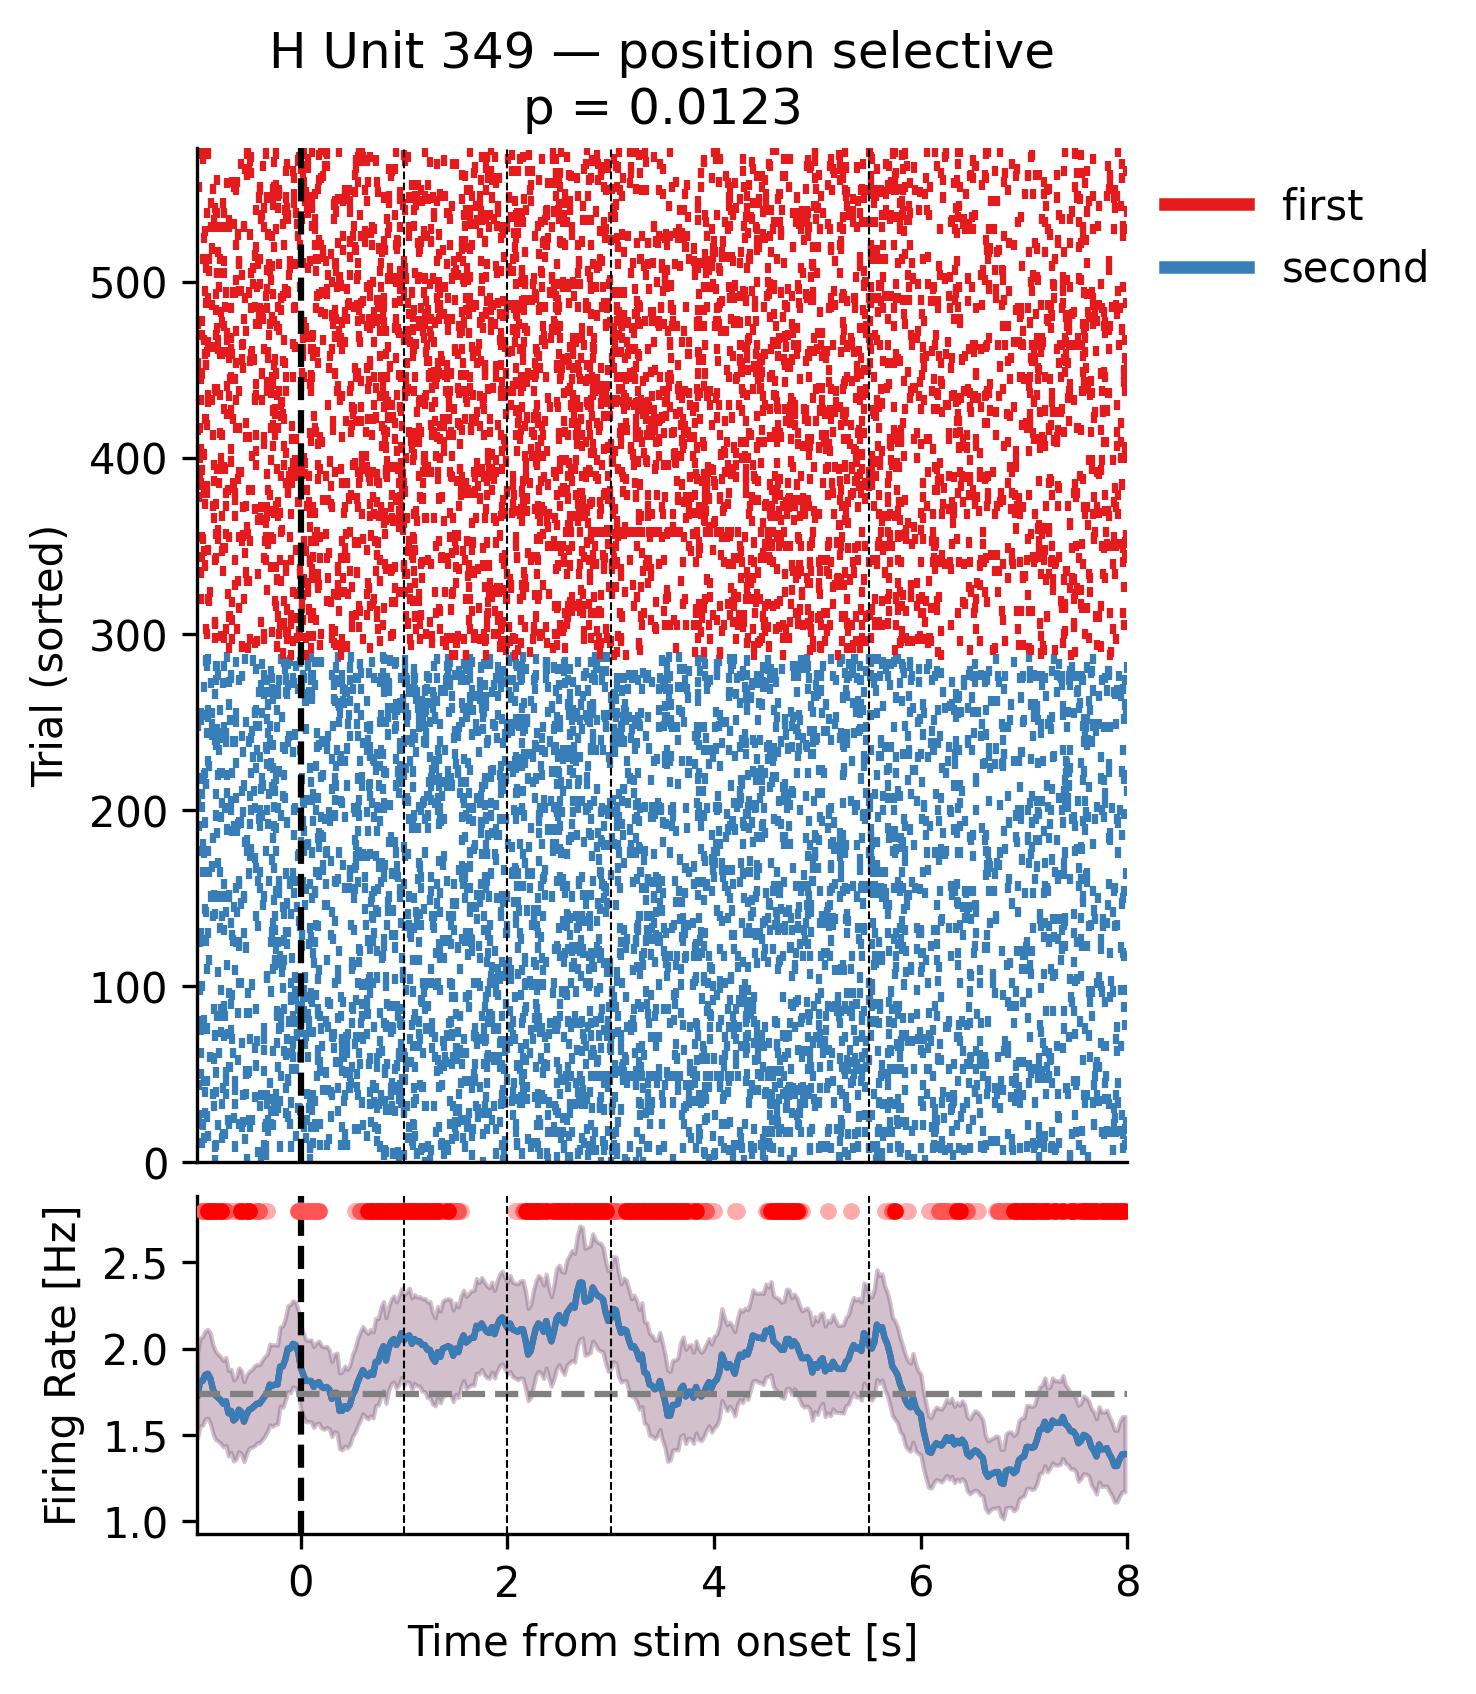 H Unit 349 — position selective
p = 0.0123
first
second
Trial (sorted)
500
400
300
200
100
0
Firing Rate [Hz]
2.5
2.0
1.5
1.0
0
2
4
6
8
Time from stim onset [s]